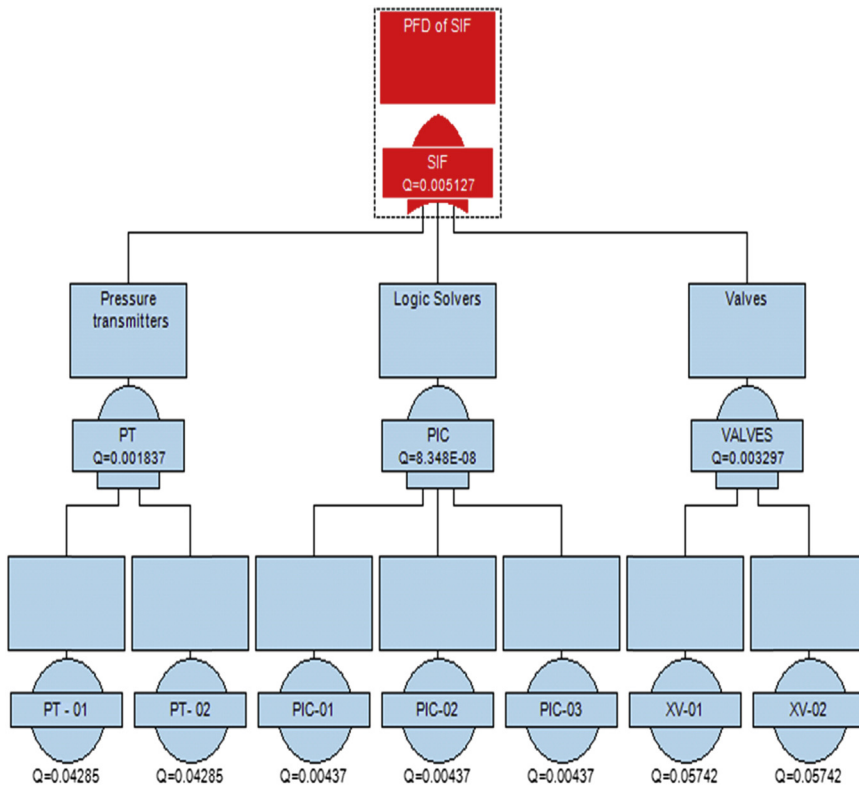 PFD of SIF
SIF
Q=0.005127
Pressure
transmitters
Logic Solvers
Valves
PT
Q=0.001837
PIC
Q=8.348E-08
VALVES
Q=0.003297
PT - 01
PT- 02
PIC-01
PIC-02
PIC-03
XV-01
XV-02
Q=0.04285
Q=0.04285
Q=0.00437
Q=0.00437
Q=0.00437
Q=0.05742
Q=0.05742